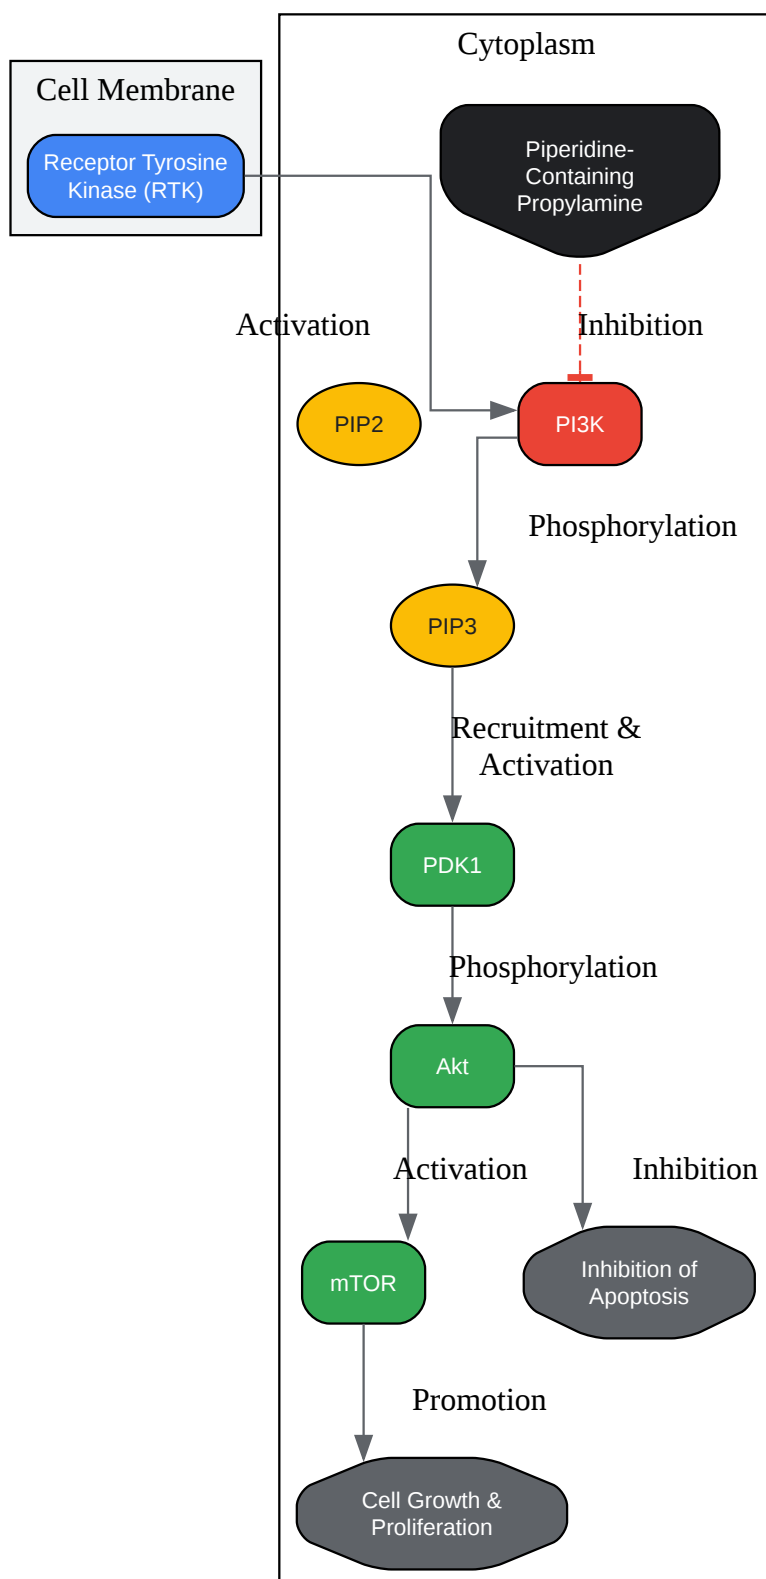 Cytoplasm
Cell Membrane
Receptor Tyrosine
Kinase (RTK)
Piperidine-
Containing
Propylamine
Activation
Inhibition
PIP2
PI3K
Phosphorylation
PIP3
Recruitment &
Activation
PDK1
Phosphorylation
Akt
Activation
Inhibition
mTOR
Inhibition of
Apoptosis
Promotion
Cell Growth &
Proliferation